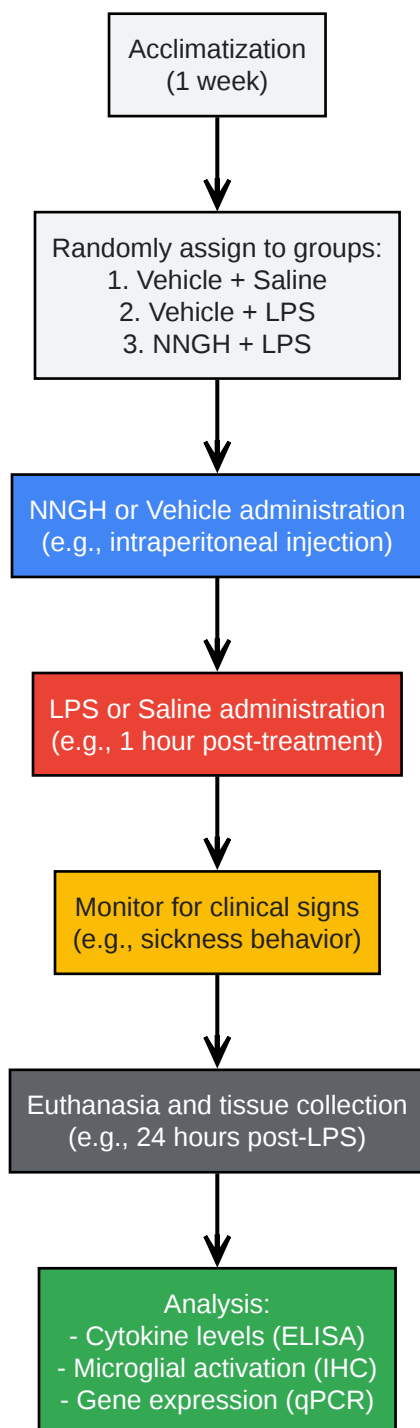 Acclimatization
(1 week)
Randomly assign to groups:
1. Vehicle + Saline
2. Vehicle + LPS
3. NNGH + LPS
NNGH or Vehicle administration
(e.g., intraperitoneal injection)
LPS or Saline administration
(e.g., 1 hour post-treatment)
Monitor for clinical signs
(e.g., sickness behavior)
Euthanasia and tissue collection
(e.g., 24 hours post-LPS)
Analysis:
- Cytokine levels (ELISA)
- Microglial activation (IHC)
- Gene expression (qPCR)